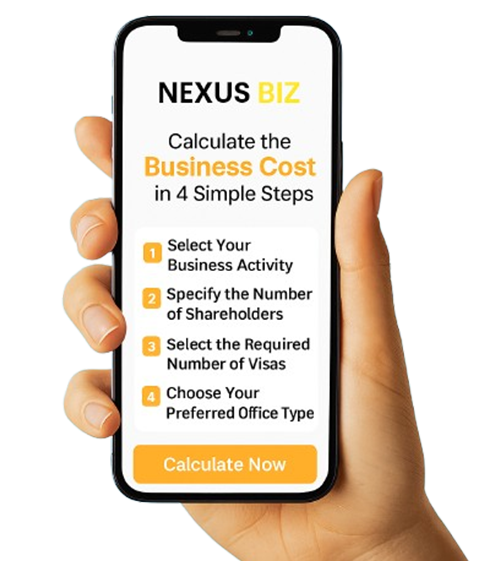 NEXUS BIZ
Calculate the
Business Cost
in 4 Simple Steps
1 Select Your
Business Activity
2 Specify the Number
of Shareholders
3 Select the Required
Number of Visas
4 Choose Your
Preferred Office Type
Calculate Now